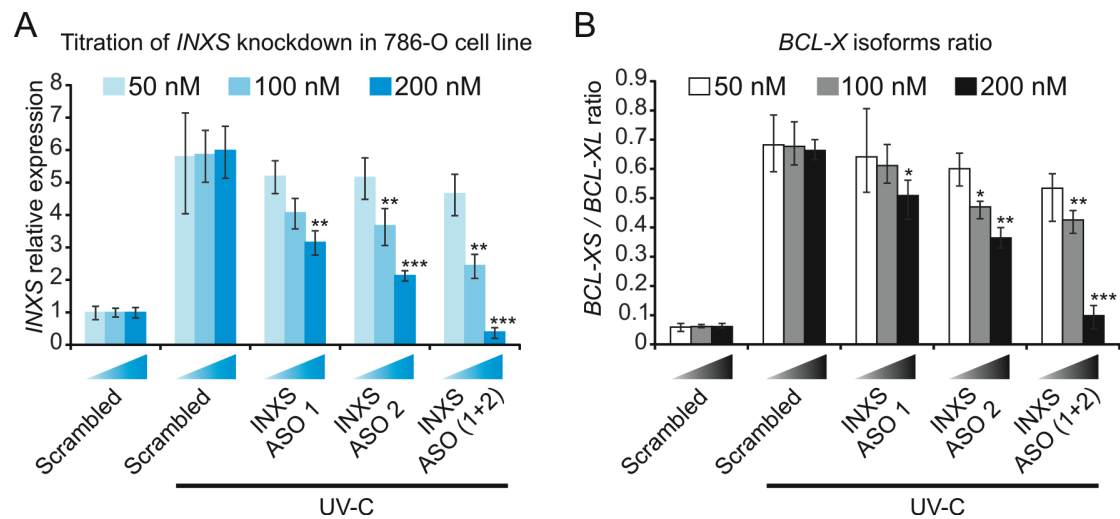 A
Titration of INXS knockdown in 786-O cell line
50 nM 100 nM 200 nM
INXS relative expression
8
7
6
5
4
3
2
1
0
**
**
***
**
***
Scrambled
Scrambled
INXS
ASO 1
INXS
ASO 2
INXS
ASO (1+2)
UV-C
B
BCL-X isoforms ratio
50 nM 100 nM 200 nM
BCL-XS / BCL-XL ratio
0.9
0.8
0.7
0.6
0.5
0.4
0.3
0.2
0.1
0
*
*
**
**
***
Scrambled
Scrambled
INXS
ASO 1
INXS
ASO 2
INXS
ASO (1+2)
UV-C